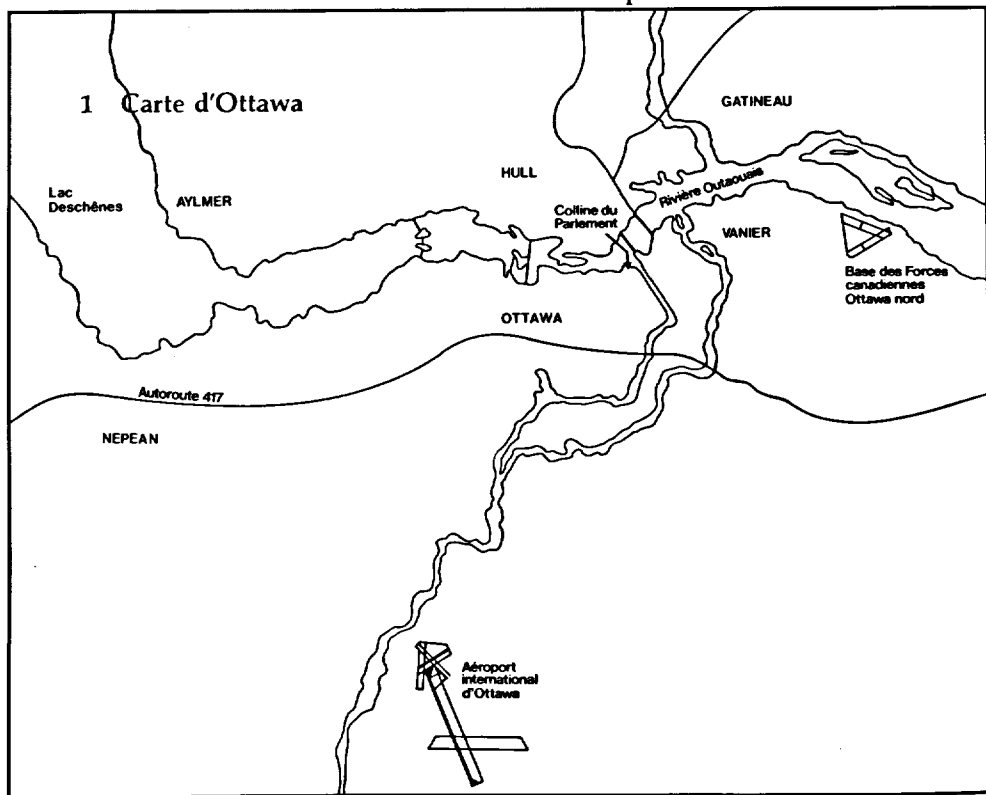 1 Carte d'Ottawa
GATINEAU
Lac
Deschênes
AYLMER
HULL
Rivière Outaouais
Colline du
Parlement
VANIER
Base des Forces
canadiennes
Ottawa nord
OTTAWA
Autoroute 417
NEPEAN
Aéroport
international
d'Ottawa